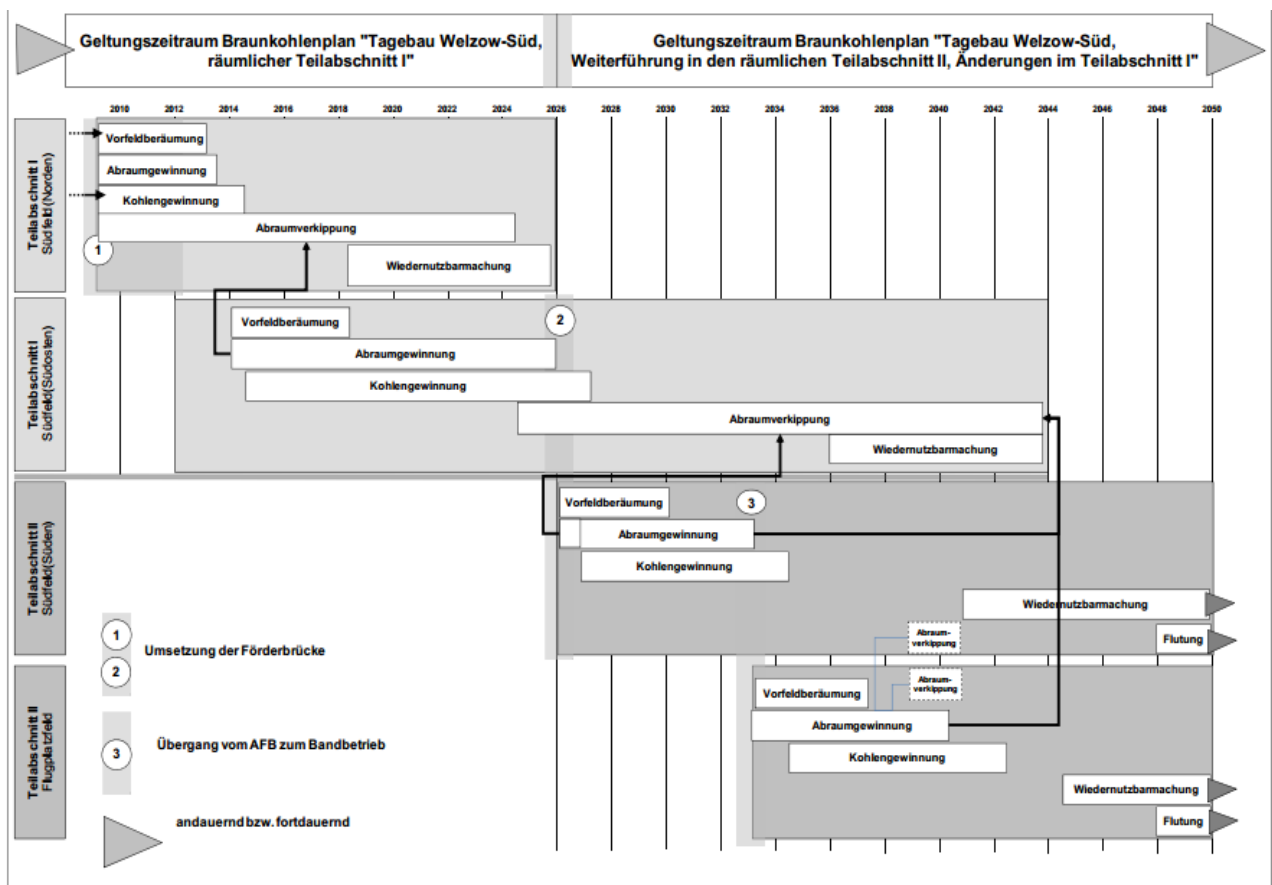 Geltungszeitraum Braunkohlenplan "Tagebau Welzow-Süd,
räumlicher Teilabschnitt I"
Geltungszeitraum Braunkohlenplan "Tagebau Welzow-Süd,
Weiterführung in den räumlichen Teilabschnitt II, Änderungen im Teilabschnitt I"
2010 2012 2014 2016 2018 2020 2022 2024 2026 2028 2030 2032 2034 2036 2038 2040 2042 2044 2046 2048 2050
Teilabschnitt I
Südfeld (Norden)
Vorfeldberäumung
Abraumgewinnung
Kohlengewinnung
Abraumverkippung
1
Wiedernutzbarmachung
Teilabschnitt I
Südfeld(Südosten)
Vorfeldberäumung
2
Abraumgewinnung
Kohlengewinnung
Abraumverkippung
Wiedernutzbarmachung
Teilabschnitt II
Südfeld(Süden)
Vorfeldberäumung
3
Abraumgewinnung
Kohlengewinnung
Wiedernutzbarmachung
Abraum-
verkippung
Flutung
Teilabschnitt II
Flugplatzfeld
Abraum-
verkippung
Vorfeldberäumung
Abraumgewinnung
Kohlengewinnung
Wiedernutzbarmachung
Flutung
1
Umsetzung der Förderbrücke
2
3
Übergang vom AFB zum Bandbetrieb
andauernd bzw. fortdauernd